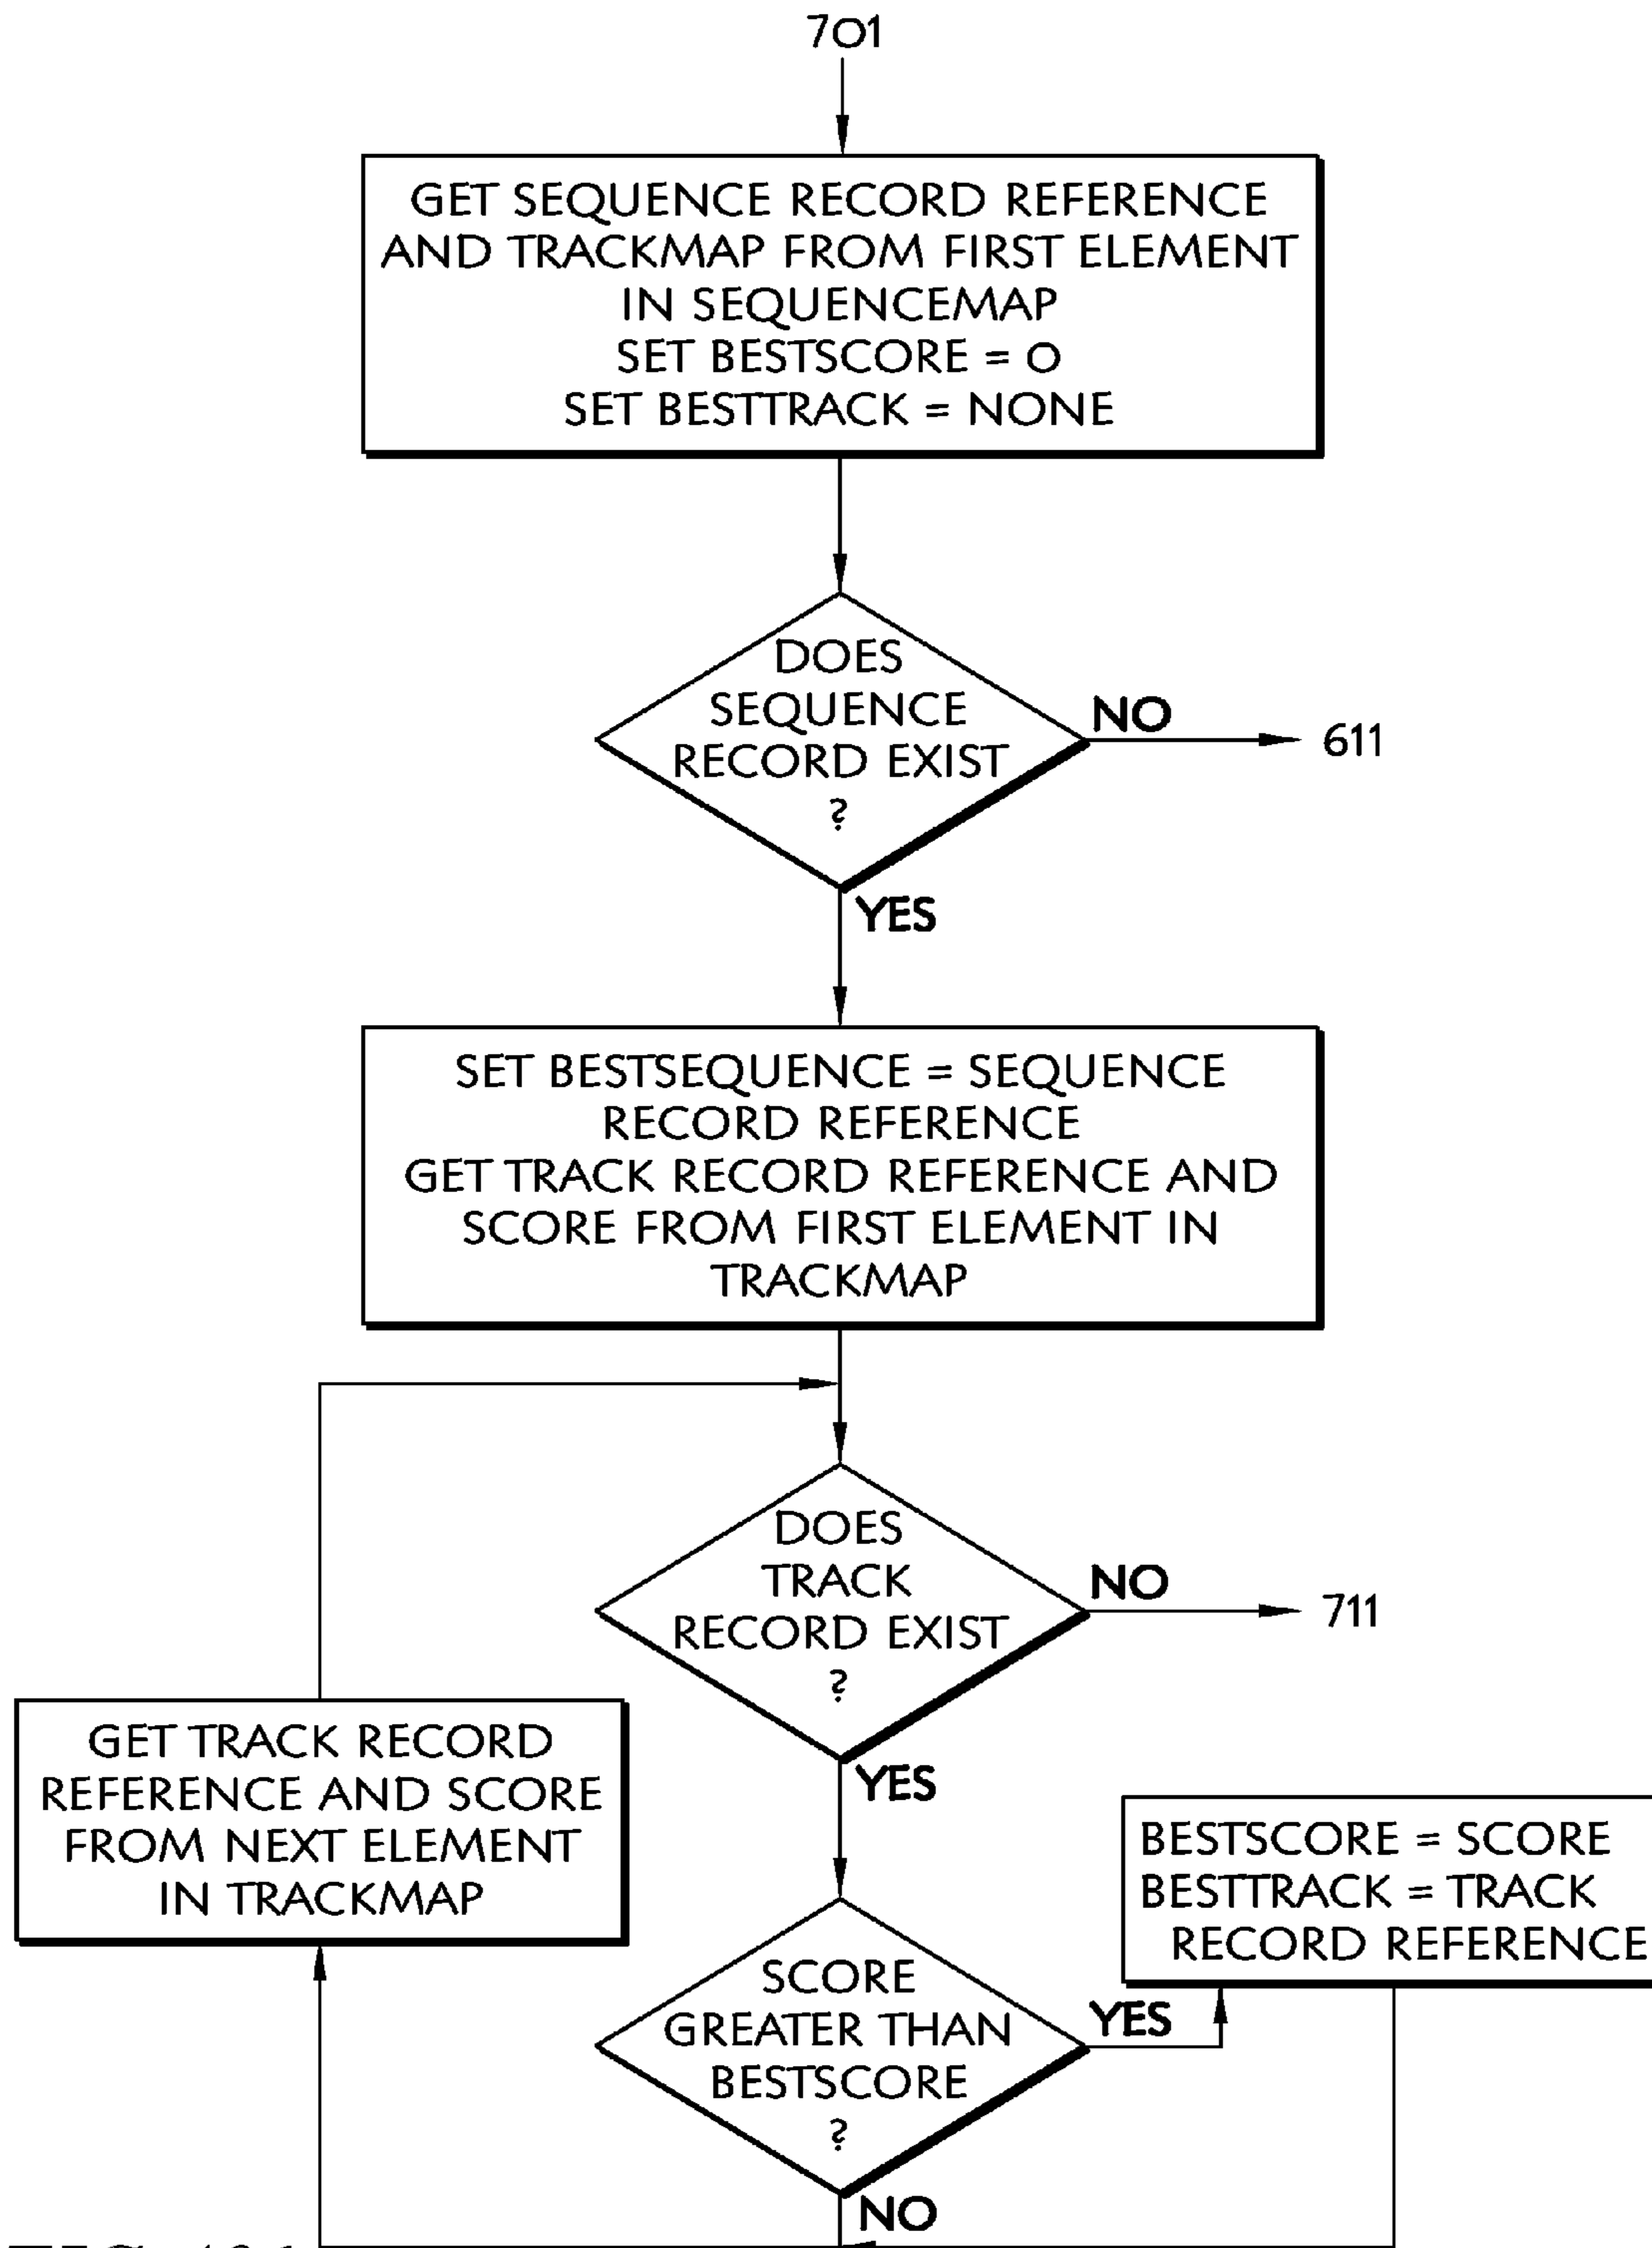 701
GET SEQUENCE RECORD REFERENCE
AND TRACKMAP FROM FIRST ELEMENT
IN SEQUENCEMAP
SET BESTSCORE = 0
SET BESTTRACK = NONE
DOES
SEQUENCE
RECORD EXIST
?
NO
611
YES
SET BESTSEQUENCE = SEQUENCE
RECORD REFERENCE
GET TRACK RECORD REFERENCE AND
SCORE FROM FIRST ELEMENT IN
TRACKMAP
DOES
TRACK
RECORD EXIST
?
NO
711
YES
GET TRACK RECORD
REFERENCE AND SCORE
FROM NEXT ELEMENT
IN TRACKMAP
BESTSCORE = SCORE
BESTTRACK = TRACK
RECORD REFERENCE
SCORE
GREATER THAN
BESTSCORE
?
YES
NO